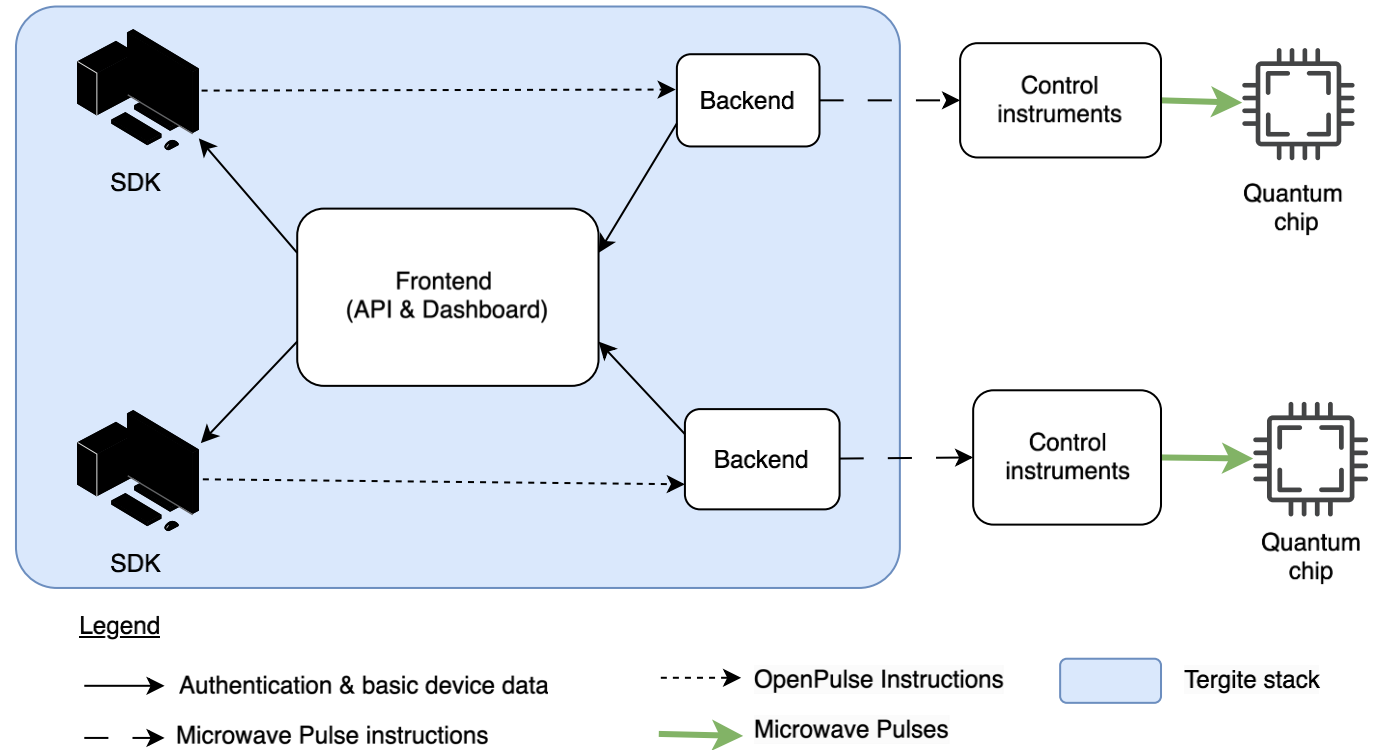 SDK
Backend
Control
instruments
Quantum
chip
Frontend
(API & Dashboard)
SDK
Backend
Control
instruments
Quantum
chip
Legend
Authentication & basic device data
OpenPulse Instructions
Tergite stack
Microwave Pulse instructions
Microwave Pulses